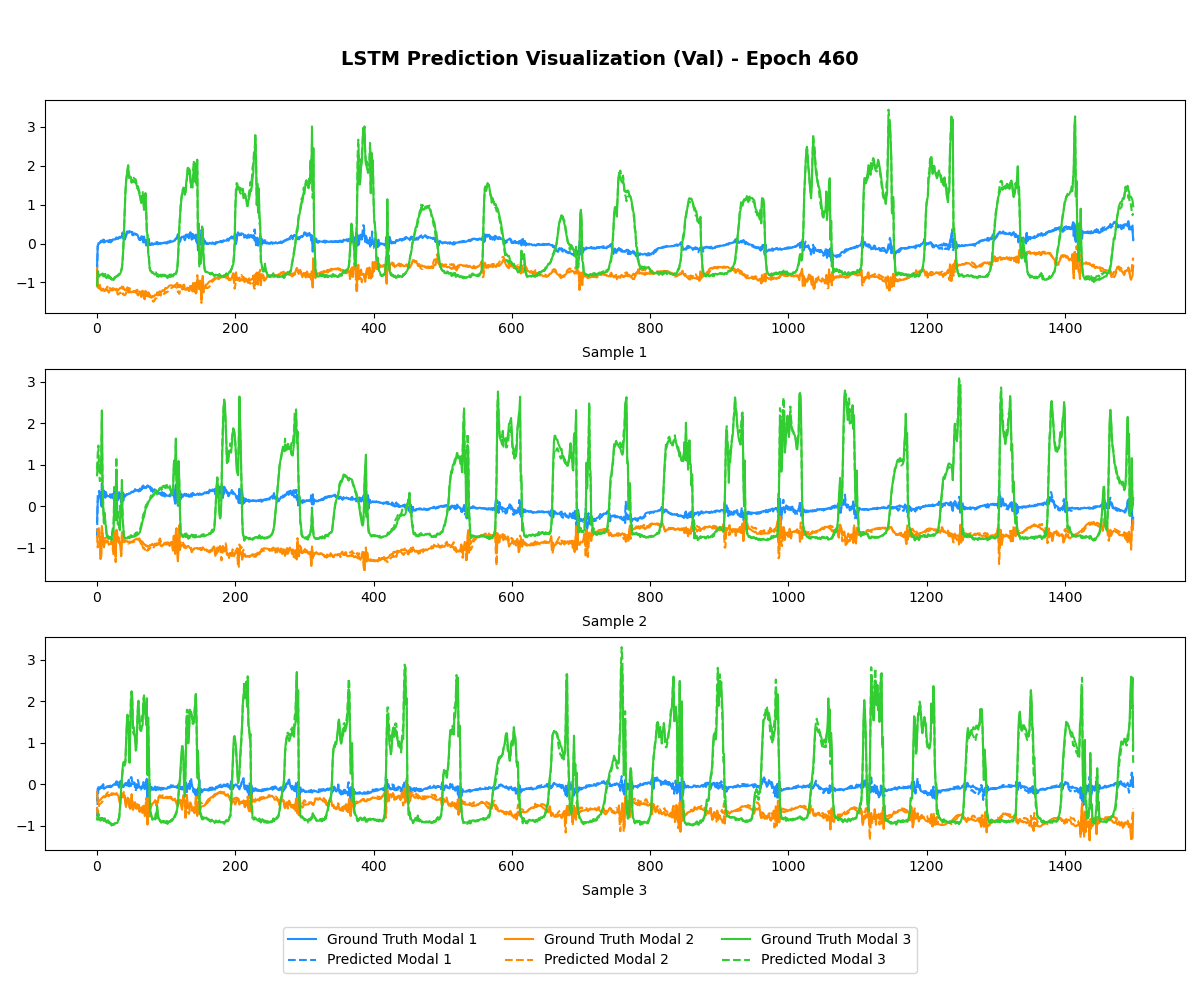 LSTM Prediction Visualization (Val) - Epoch 460
3
2
1
0
−1
0 200 400 600 800 1000 1200 1400
Sample 1
3
2
1
0
−1
0 200 400 600 800 1000 1200 1400
Sample 2
3
2
1
0
−1
0 200 400 600 800 1000 1200 1400
Sample 3
Ground Truth Modal 1 Ground Truth Modal 2 Ground Truth Modal 3
Predicted Modal 1 Predicted Modal 2 Predicted Modal 3